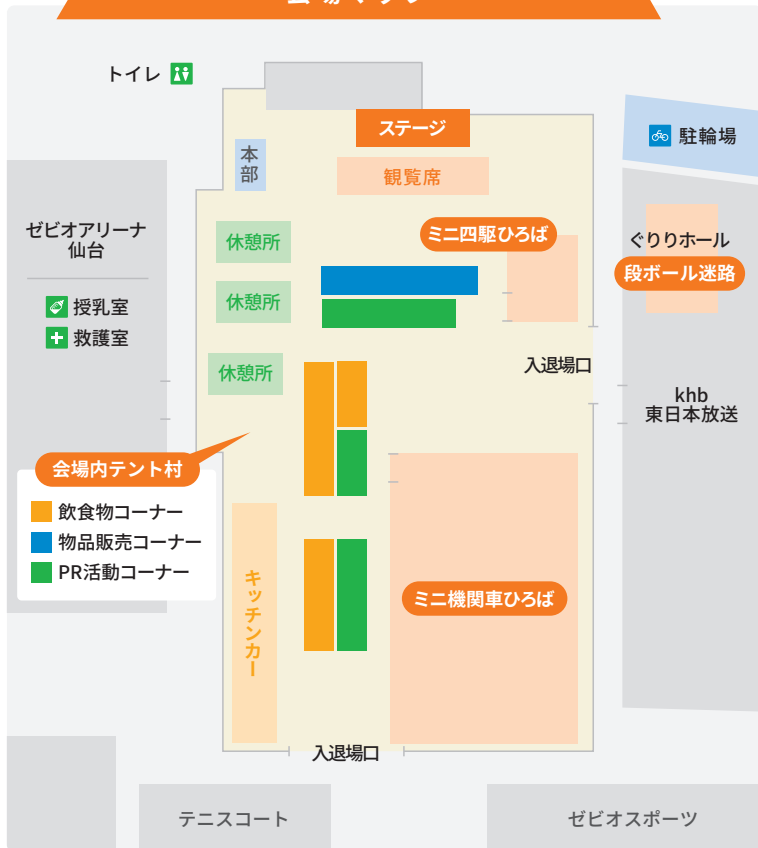 会場マップ
トイレ
ステージ
本部
観覧席
駐輪場
ゼビオアリーナ
仙台
授乳室
救護室
休憩所
ミニ四駆ひろば
ぐりりホール
段ボール迷路
休憩所
入退場口
休憩所
khb
東日本放送
会場内テント村
飲食物コーナー
物品販売コーナー
PR活動コーナー
キッチンカー
ミニ機関車ひろば
入退場口
テニスコート
ゼビオスポーツ